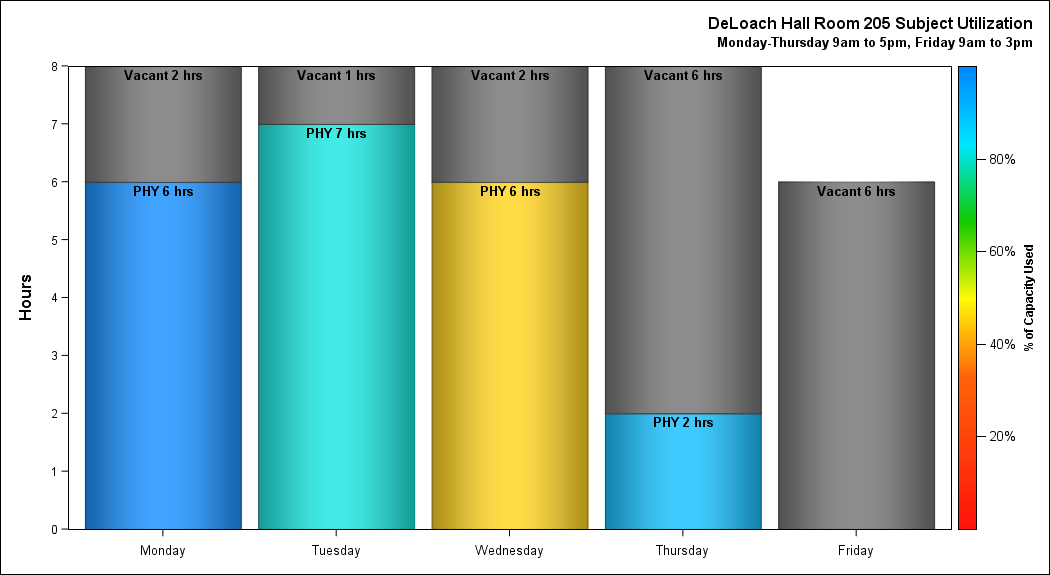 DeLoach Hall Room 205 Subject Utilization
Monday-Thursday 9am to 5pm, Friday 9am to 3pm
Hours
8
7
6
5
4
3
2
1
0
Vacant 2 hrs
PHY 6 hrs
Vacant 1 hrs
PHY 7 hrs
Vacant 2 hrs
PHY 6 hrs
Vacant 6 hrs
PHY 2 hrs
Vacant 6 hrs
Monday
Tuesday
Wednesday
Thursday
Friday
80%
60%
40%
20%
% of Capacity Used